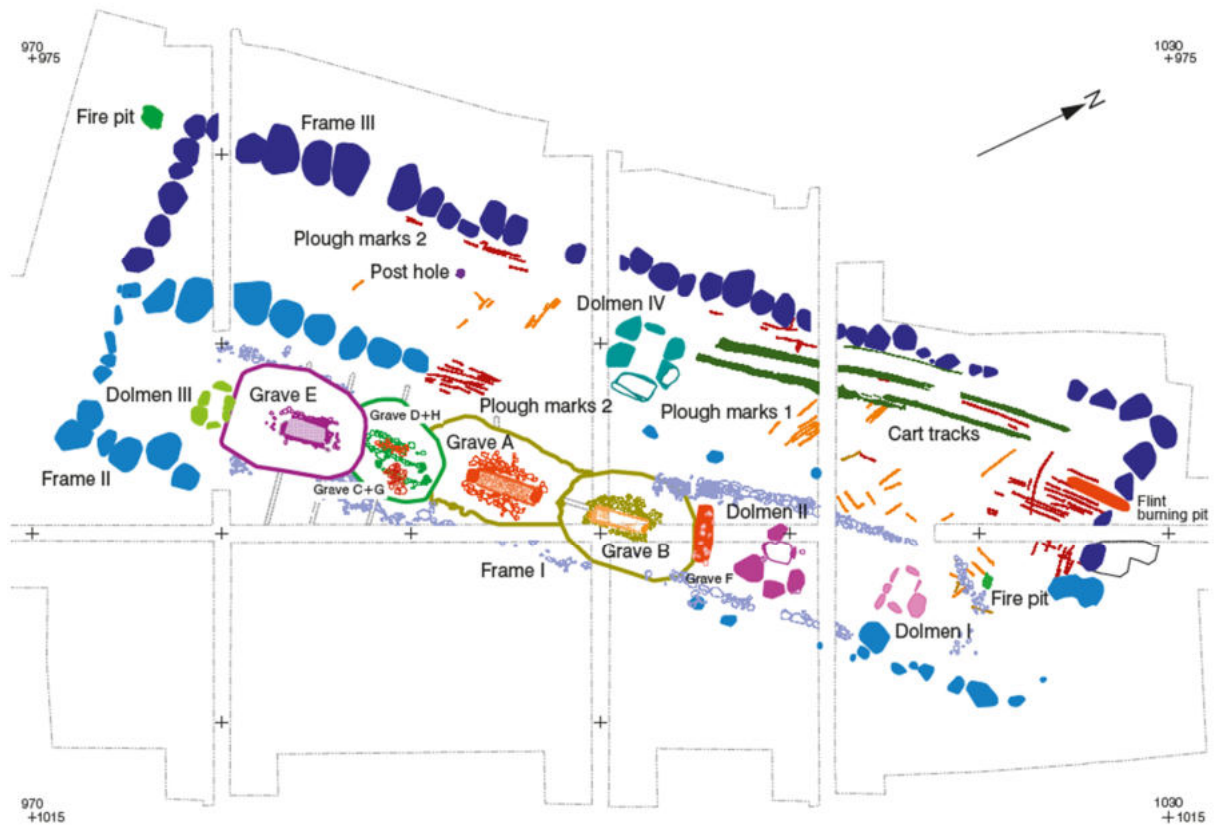 970
+975
1030
+975
N
Fire pit
Frame III
Plough marks 2
Post hole
Dolmen IV
Dolmen III
Grave E
Grave D+H
Plough marks 2
Plough marks 1
Grave A
Cart tracks
Frame II
Grave C+G
Flint
burning pit
Dolmen II
Grave B
Frame I
Grave F
Fire pit
Dolmen I
970
+1015
1030
+1015